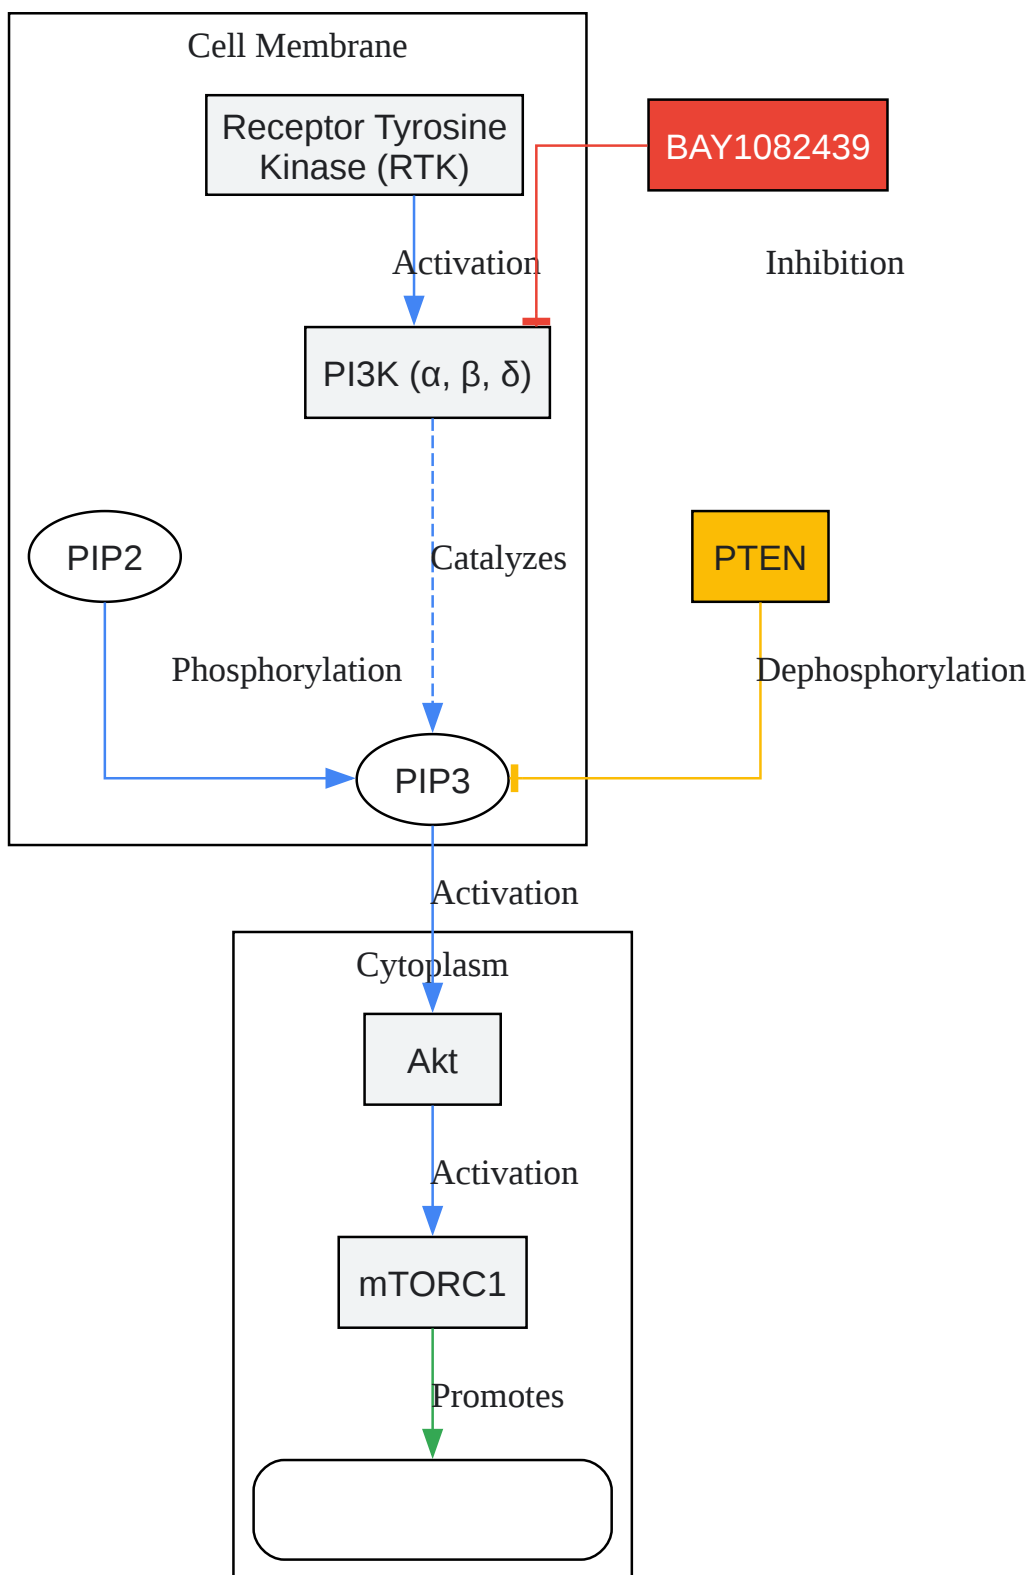 Cell Membrane
Receptor Tyrosine
Kinase (RTK)
BAY1082439
Activation
Inhibition
PI3K (α, β, δ)
PIP2
Catalyzes
PTEN
Phosphorylation
Dephosphorylation
PIP3
Activation
Cytoplasm
Akt
Activation
mTORC1
Promotes